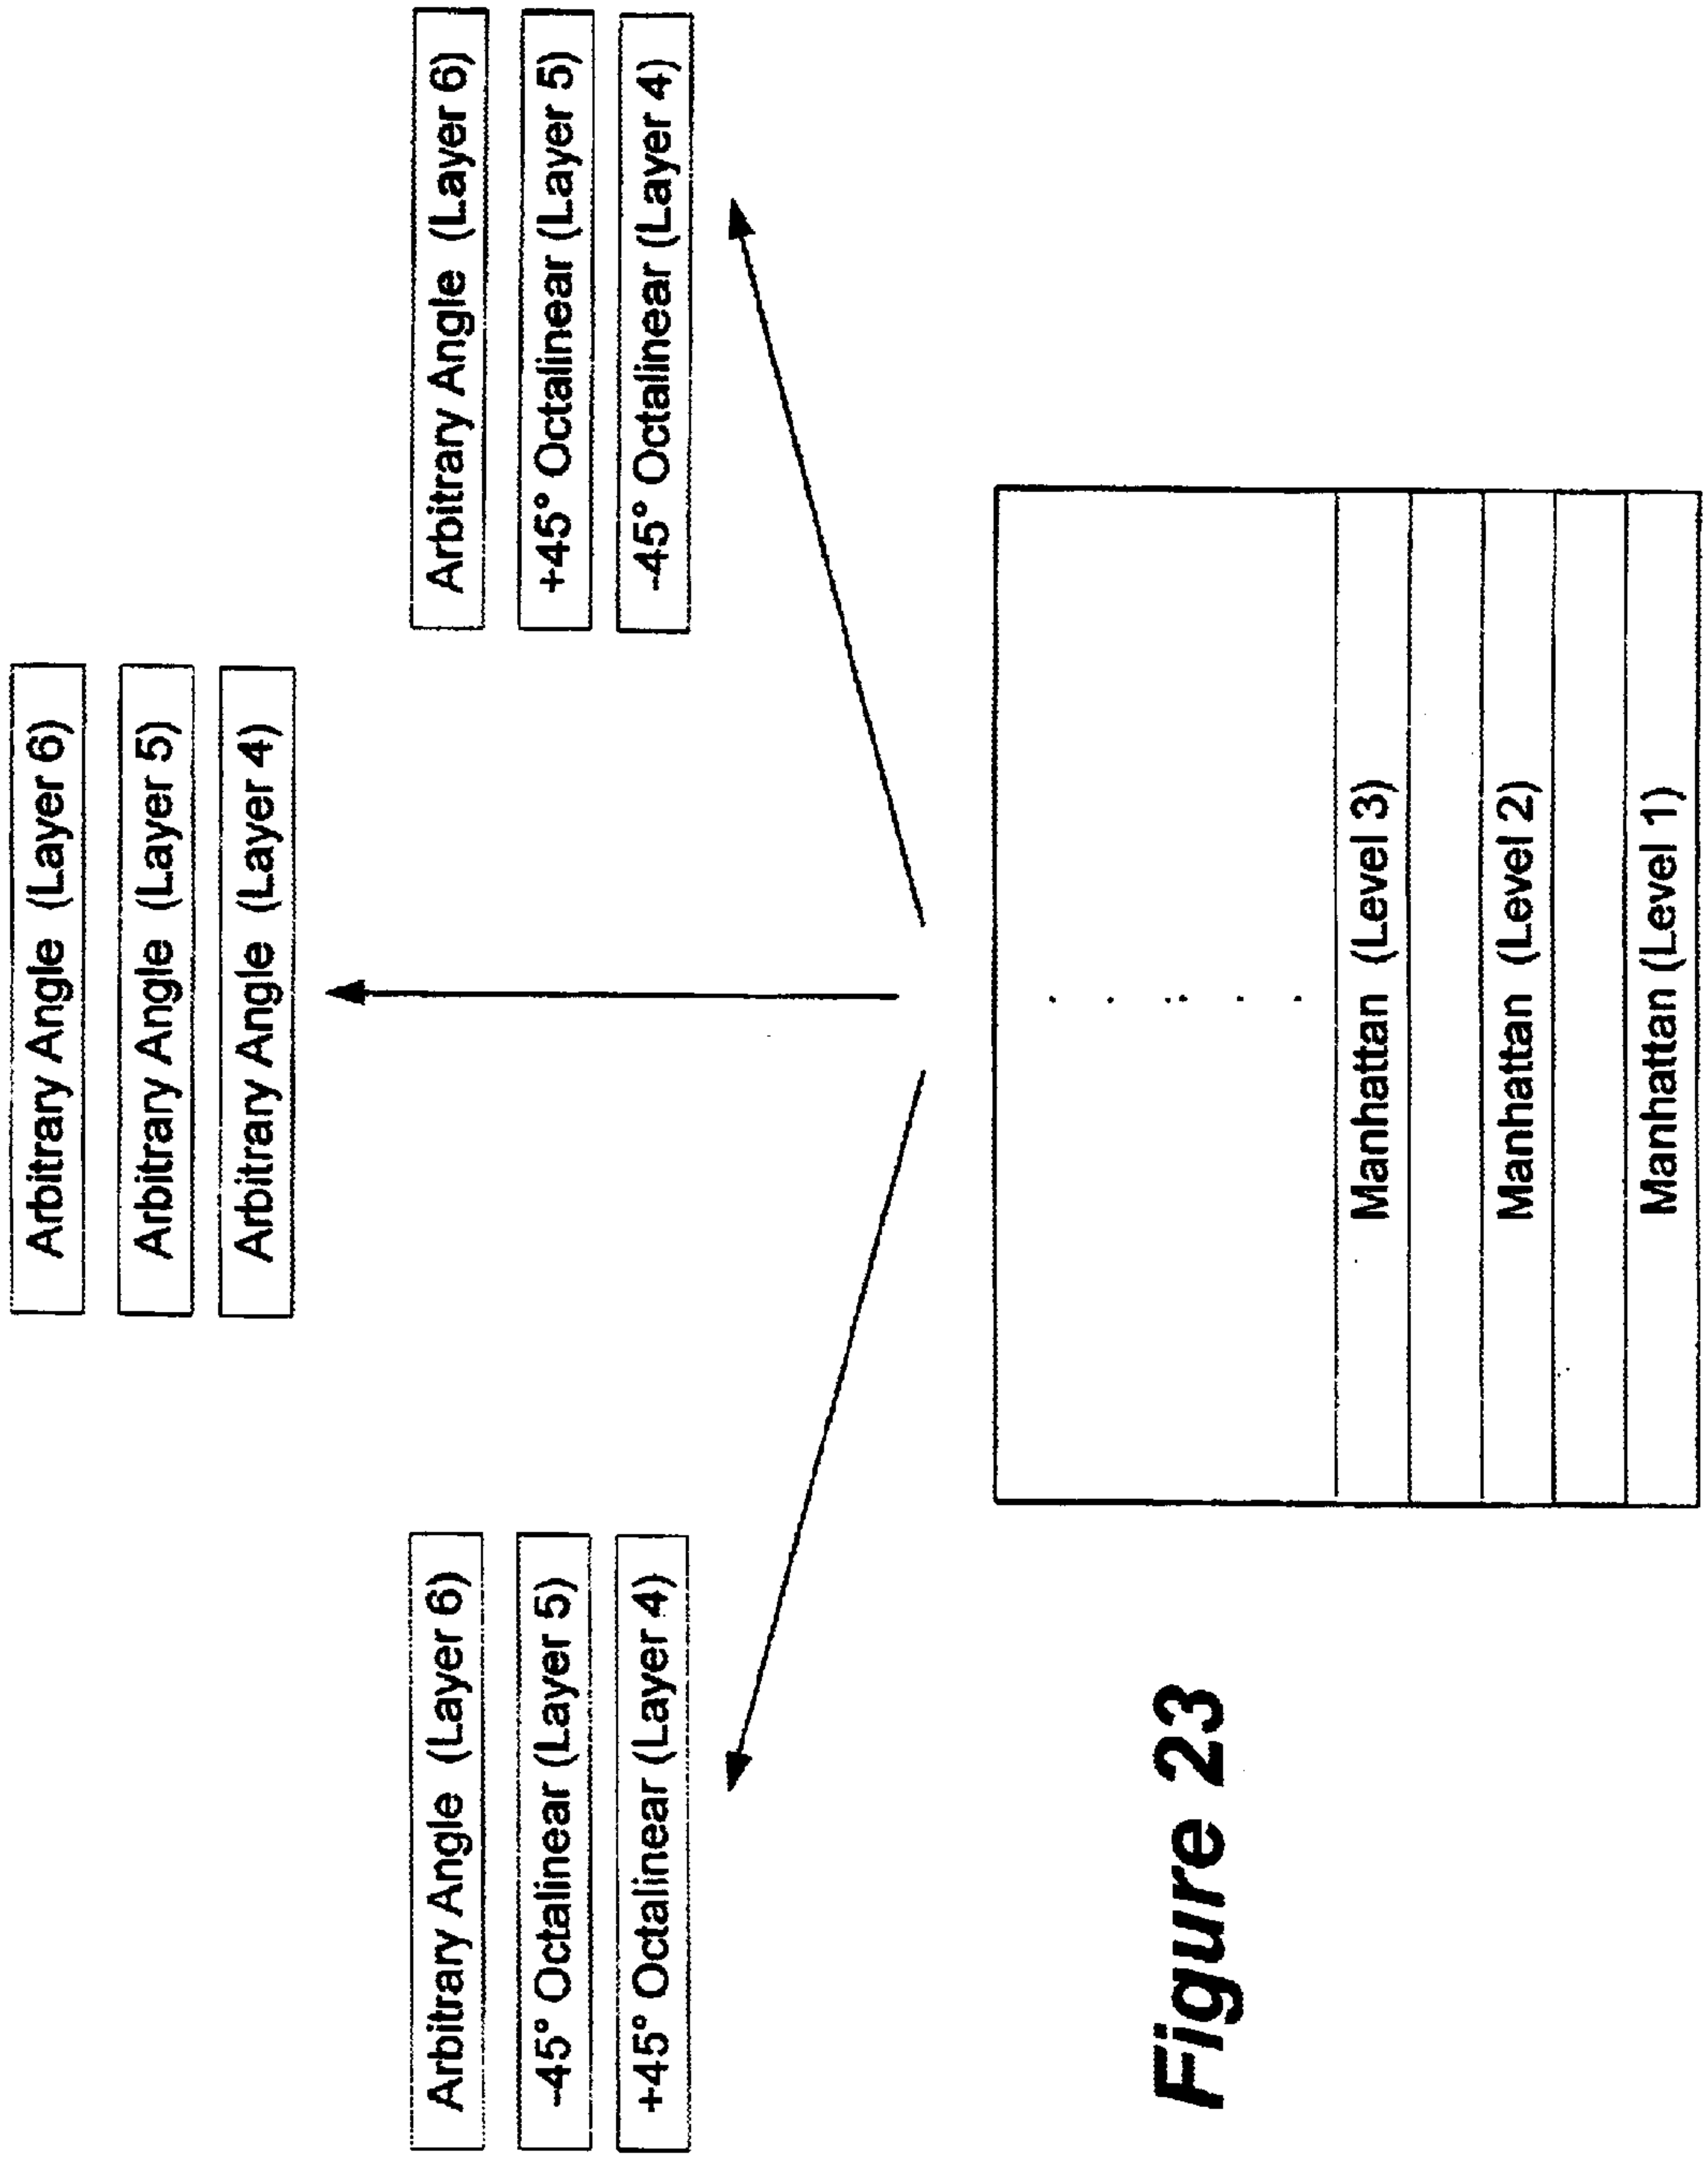 Arbitrary Angle (Layer 6)
Arbitrary Angle (Layer 5)
Arbitrary Angle (Layer 4)
Arbitrary Angle (Layer 6)
-45° Octalinear (Layer 5)
+45° Octalinear (Layer 4)
Arbitrary Angle (Layer 6)
+45° Octalinear (Layer 5)
-45° Octalinear (Layer 4)
Manhattan (Level 3)
Manhattan (Level 2)
Manhattan (Level 1)
Figure 23